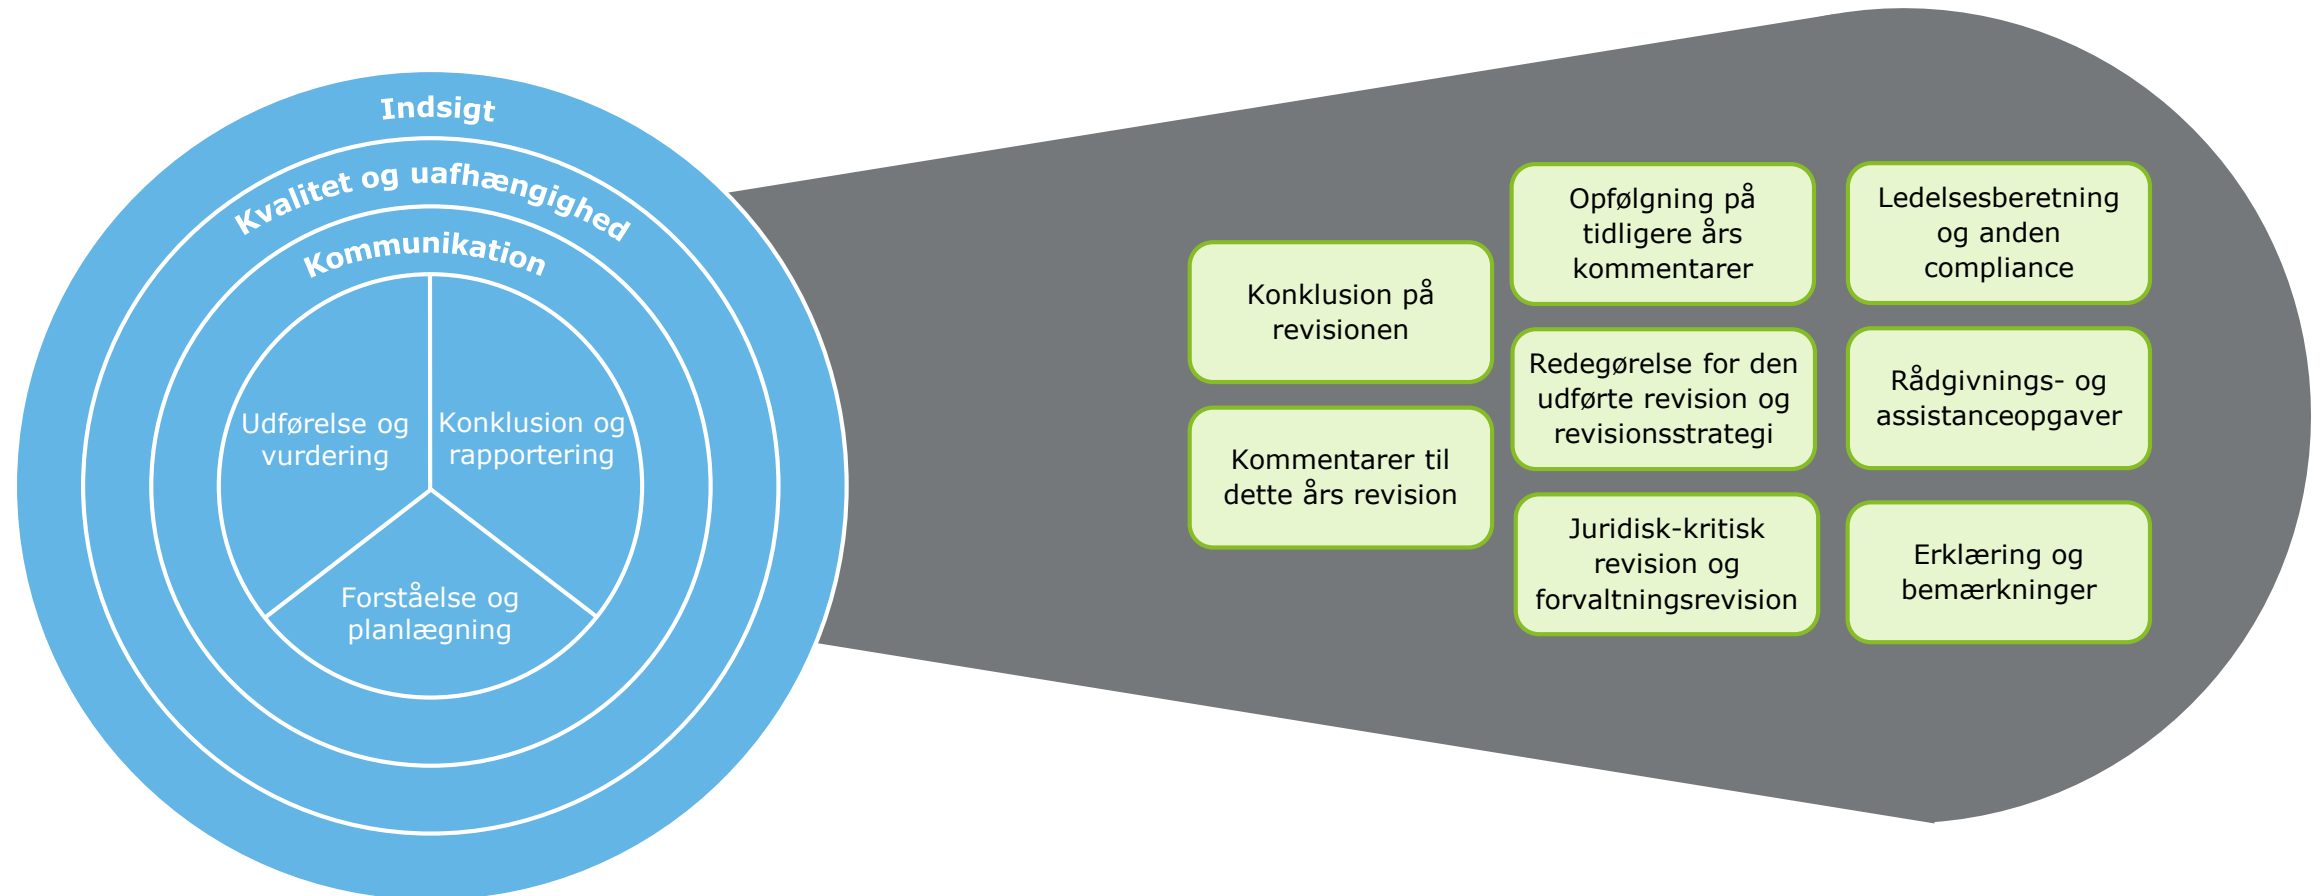 Indsigt
Kvalitet og uafhængighed
Kommunikation
Udførelse og
vurdering
Konklusion og
rapportering
Forståelse og
planlægning
Konklusion på
revisionen
Kommentarer til
dette års revision
Opfølgning på
tidligere års
kommentarer
Redegørelse for den
udførte revision og
revisionsstrategi
Juridisk-kritisk
revision og
forvaltningsrevision
Ledelsesberetning
og anden
compliance
Rådgivnings- og
assistanceopgaver
Erklæring og
bemærkninger